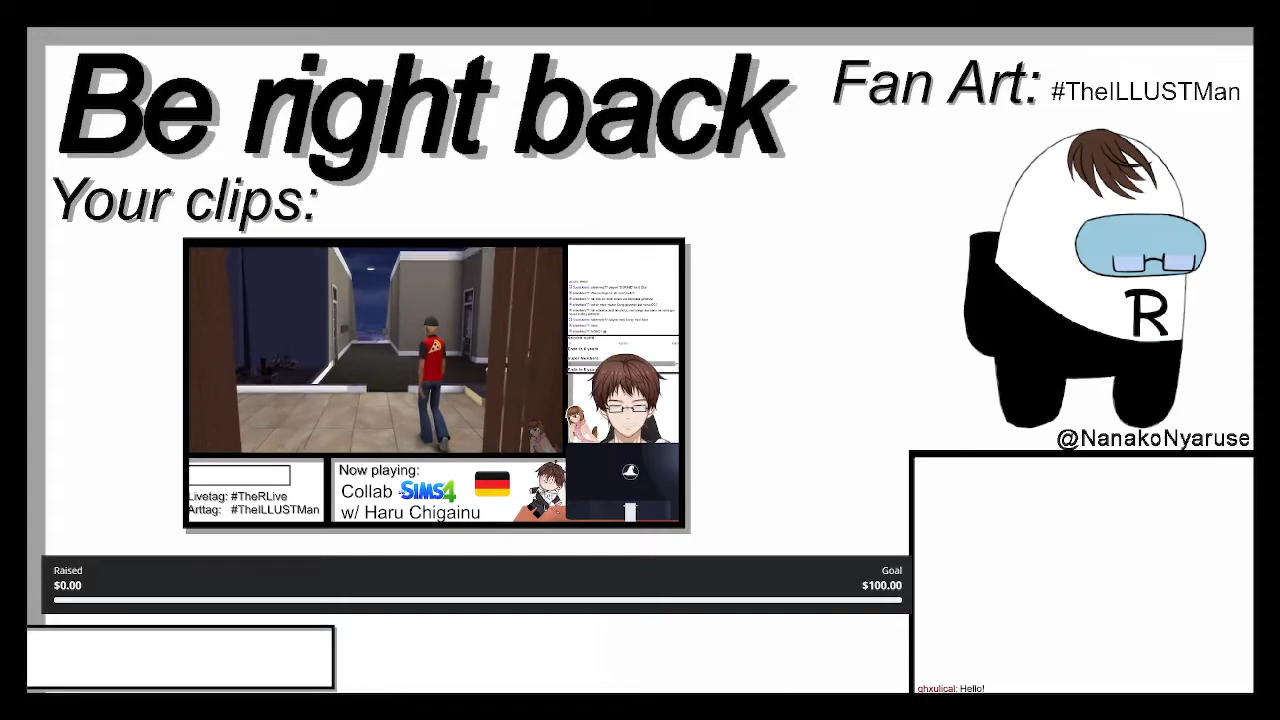 Be right back
Your clips:
Fan Art: #TheILLUSTMan
R
@NanakoNyaruse
Now playing:
Collab SIMS4
w/ Haru Chigainu
Livetag: #TheRLive
Arttag: #TheILLUSTMan
Raised
$0.00
Goal
$100.00
ghxulical: Hello!